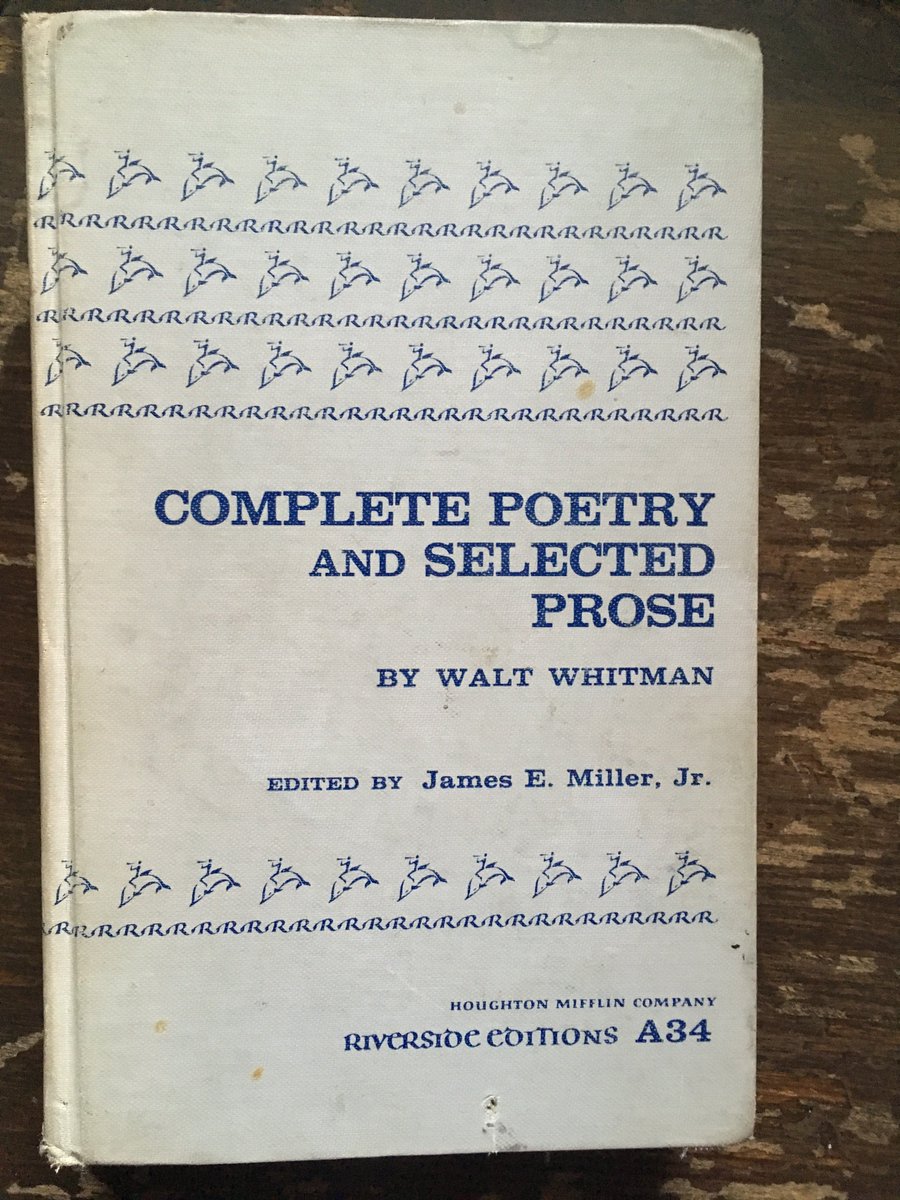 COMPLETE POETRY
AND SELECTED
PROSE
BY WALT WHITMAN
EDITED BY James E. Miller, Jr.
HOUGHTON MIFFLIN COMPANY
RIVERSIDE EDITIONS A34